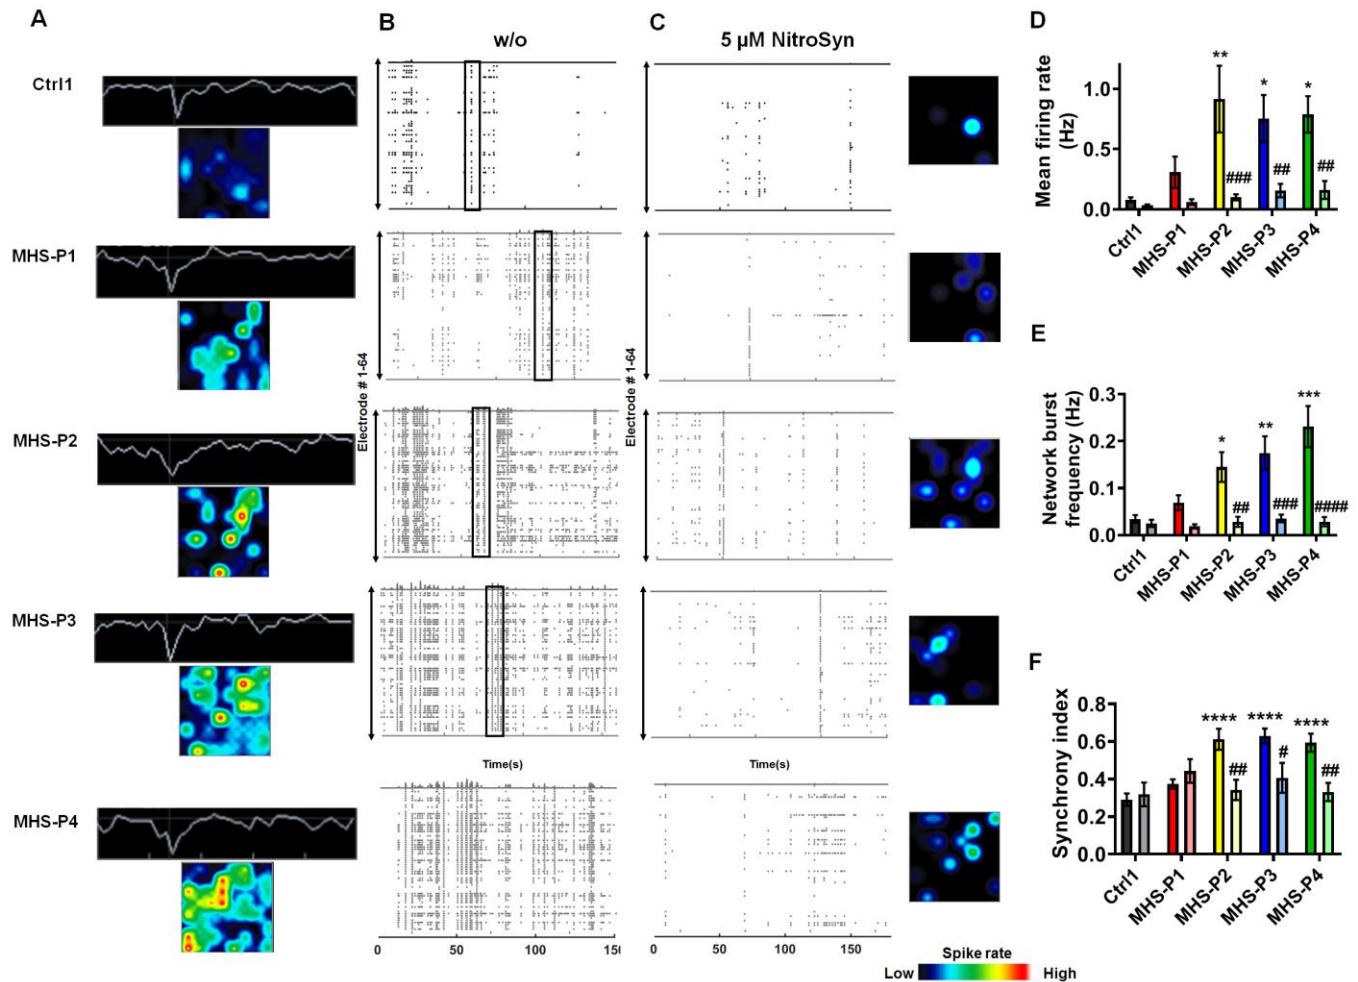 A
B
w/o
C
5 µM NitroSyn
Ctrl1
MHS-P1
MHS-P2
MHS-P3
MHS-P4
Electrode # 1-64
Time(s)
0 50 100 150
Electrode # 1-64
Time(s)
0 50 100 150
Spike rate
Low High
D
Mean firing rate
(Hz)
1.0
0.5
0.0
** * *
### ## ##
Ctrl1 MHS-P1 MHS-P2 MHS-P3 MHS-P4
E
Network burst
frequency (Hz)
0.3
0.2
0.1
0.0
* ** ***
## ### ####
Ctrl1 MHS-P1 MHS-P2 MHS-P3 MHS-P4
F
Synchrony index
0.8
0.6
0.4
0.2
0.0
**** **** ****
## # ##
Ctrl1 MHS-P1 MHS-P2 MHS-P3 MHS-P4